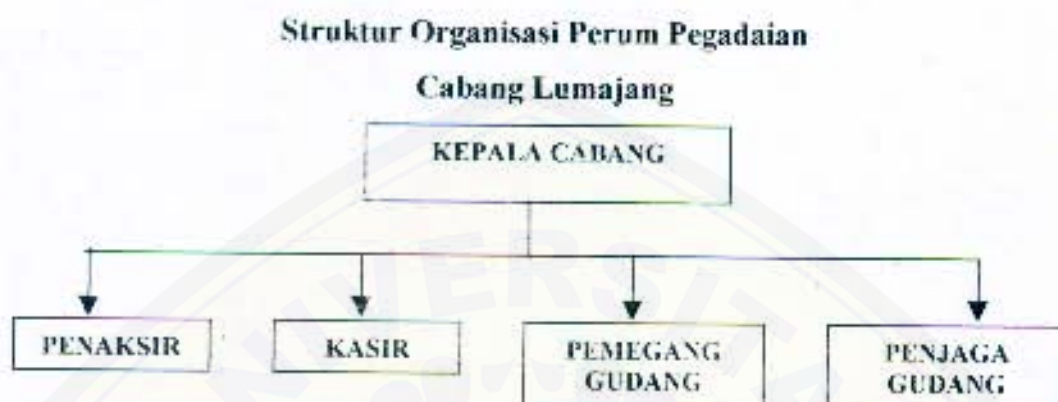 Struktur Organisasi Perum Pegadaian
Cabang Lumajang
KEPALA CABANG
PENAKSIR
KASIR
PEMEGANG
GUDANG
PENJAGA
GUDANG